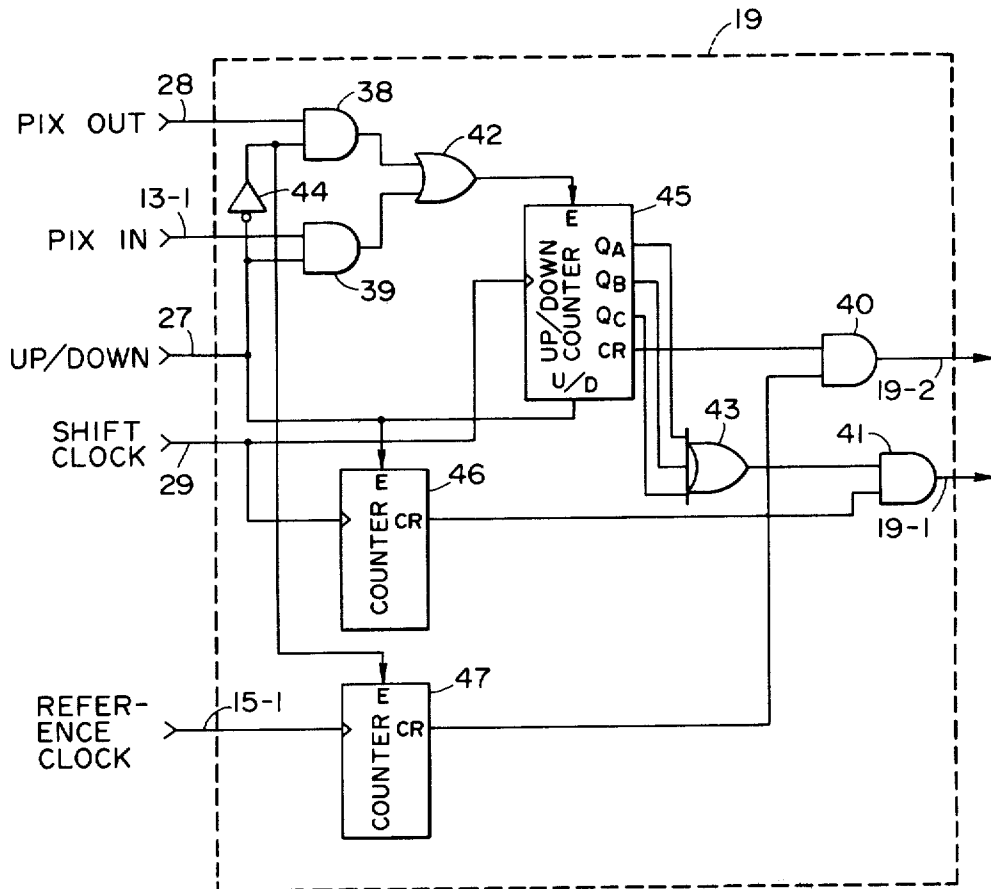 19
28
PIX OUT
38
42
44
13-1
PIX IN
39
45
E
UP/DOWN
COUNTER
QA
QB
QC
CR
U/D
40
19-2
27
UP/DOWN
SHIFT
CLOCK
29
43
41
19-1
46
E
CR
COUNTER
47
E
CR
COUNTER
REFER-
ENCE
CLOCK
15-1